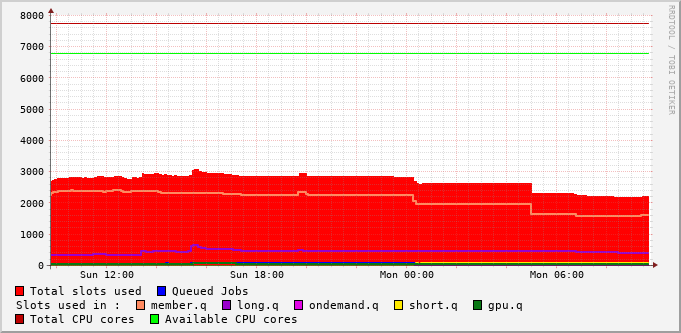 8000
7000
6000
5000
4000
3000
2000
1000
0
Sun 12:00 Sun 18:00 Mon 00:00 Mon 06:00
Total slots used Queued Jobs
Slots used in : member.q long.q ondemand.q short.q gpu.q
Total CPU cores Available CPU cores
RRDTOOL / TOBI OETIKER